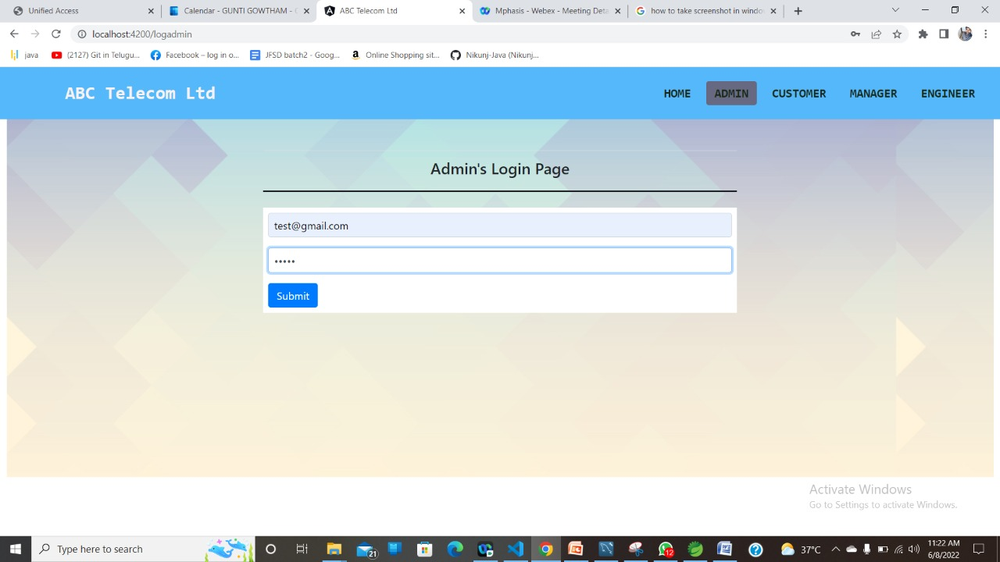 Unified Access
Calendar - GUNTI GOWTHAM -
ABC Telecom Ltd
Mphasis - Webex - Meeting Deta
how to take screenshot in windo
localhost:4200/logadmin
java
(2127) Git in Telugu...
Facebook – log in o...
JFSD batch2 - Goog...
Online Shopping sit...
Nikunj-Java (Nikunj...
ABC Telecom Ltd
HOME
ADMIN
CUSTOMER
MANAGER
ENGINEER
Admin's Login Page
test@gmail.com
•••••
Submit
Activate Windows
Go to Settings to activate Windows.
Type here to search
21
12
37°C
11:22 AM
6/8/2022